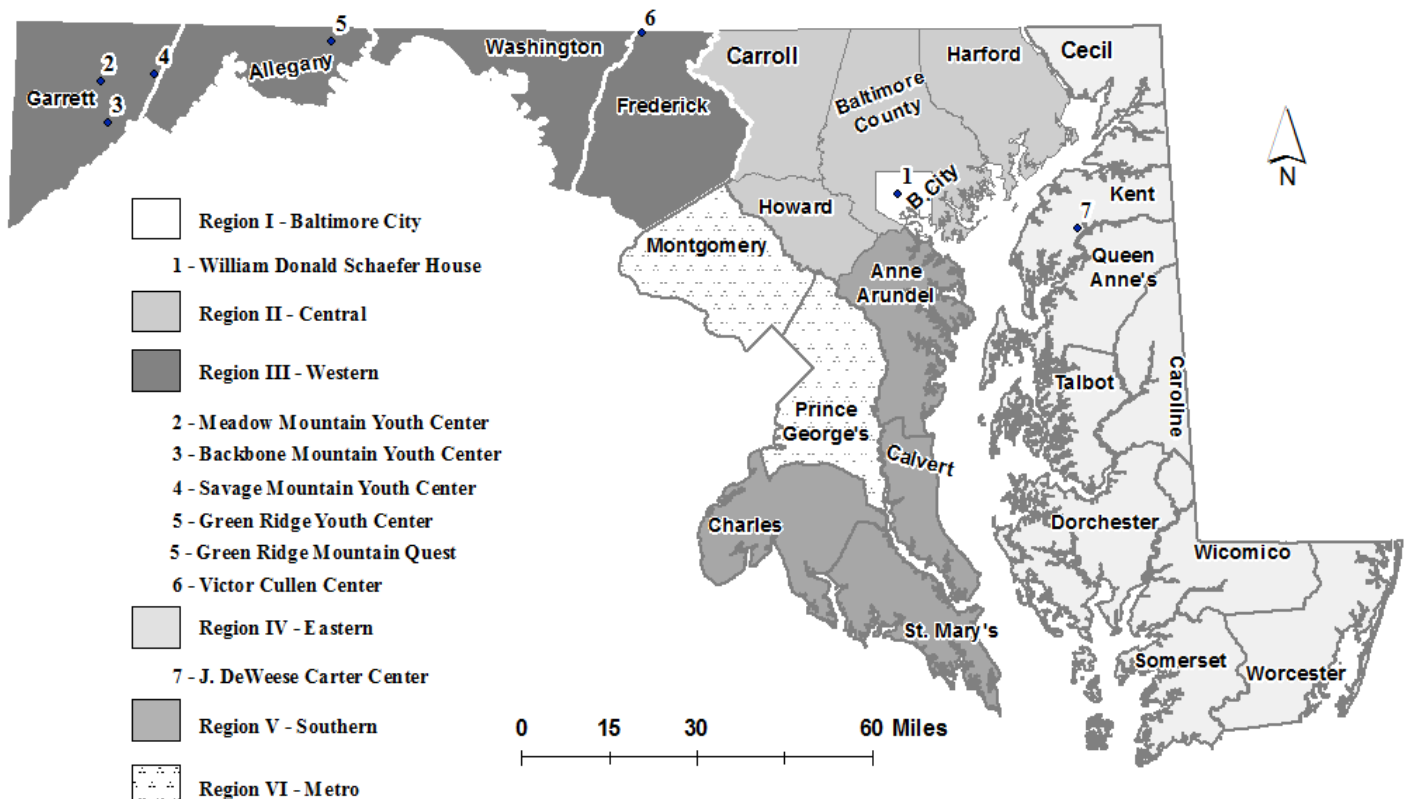 5
6
2
4
Garrett
3
Allegany
Washington
Frederick
Carroll
Baltimore
County
Harford
Cecil
1
B. City
Howard
Kent
7
Queen
Anne's
Montgomery
Anne
Arundel
Talbot
Caroline
Prince
George's
Calvert
Charles
Dorchester
Wicomico
St. Mary's
Somerset
Worcester
N
Region I - Baltimore City
1 - William Donald Schaefer House
Region II - Central
Region III - Western
2 - Meadow Mountain Youth Center
3 - Backbone Mountain Youth Center
4 - Savage Mountain Youth Center
5 - Green Ridge Youth Center
5 - Green Ridge Mountain Quest
6 - Victor Cullen Center
Region IV - Eastern
7 - J. DeWeese Carter Center
Region V - Southern
Region VI - Metro
0 15 30 60 Miles